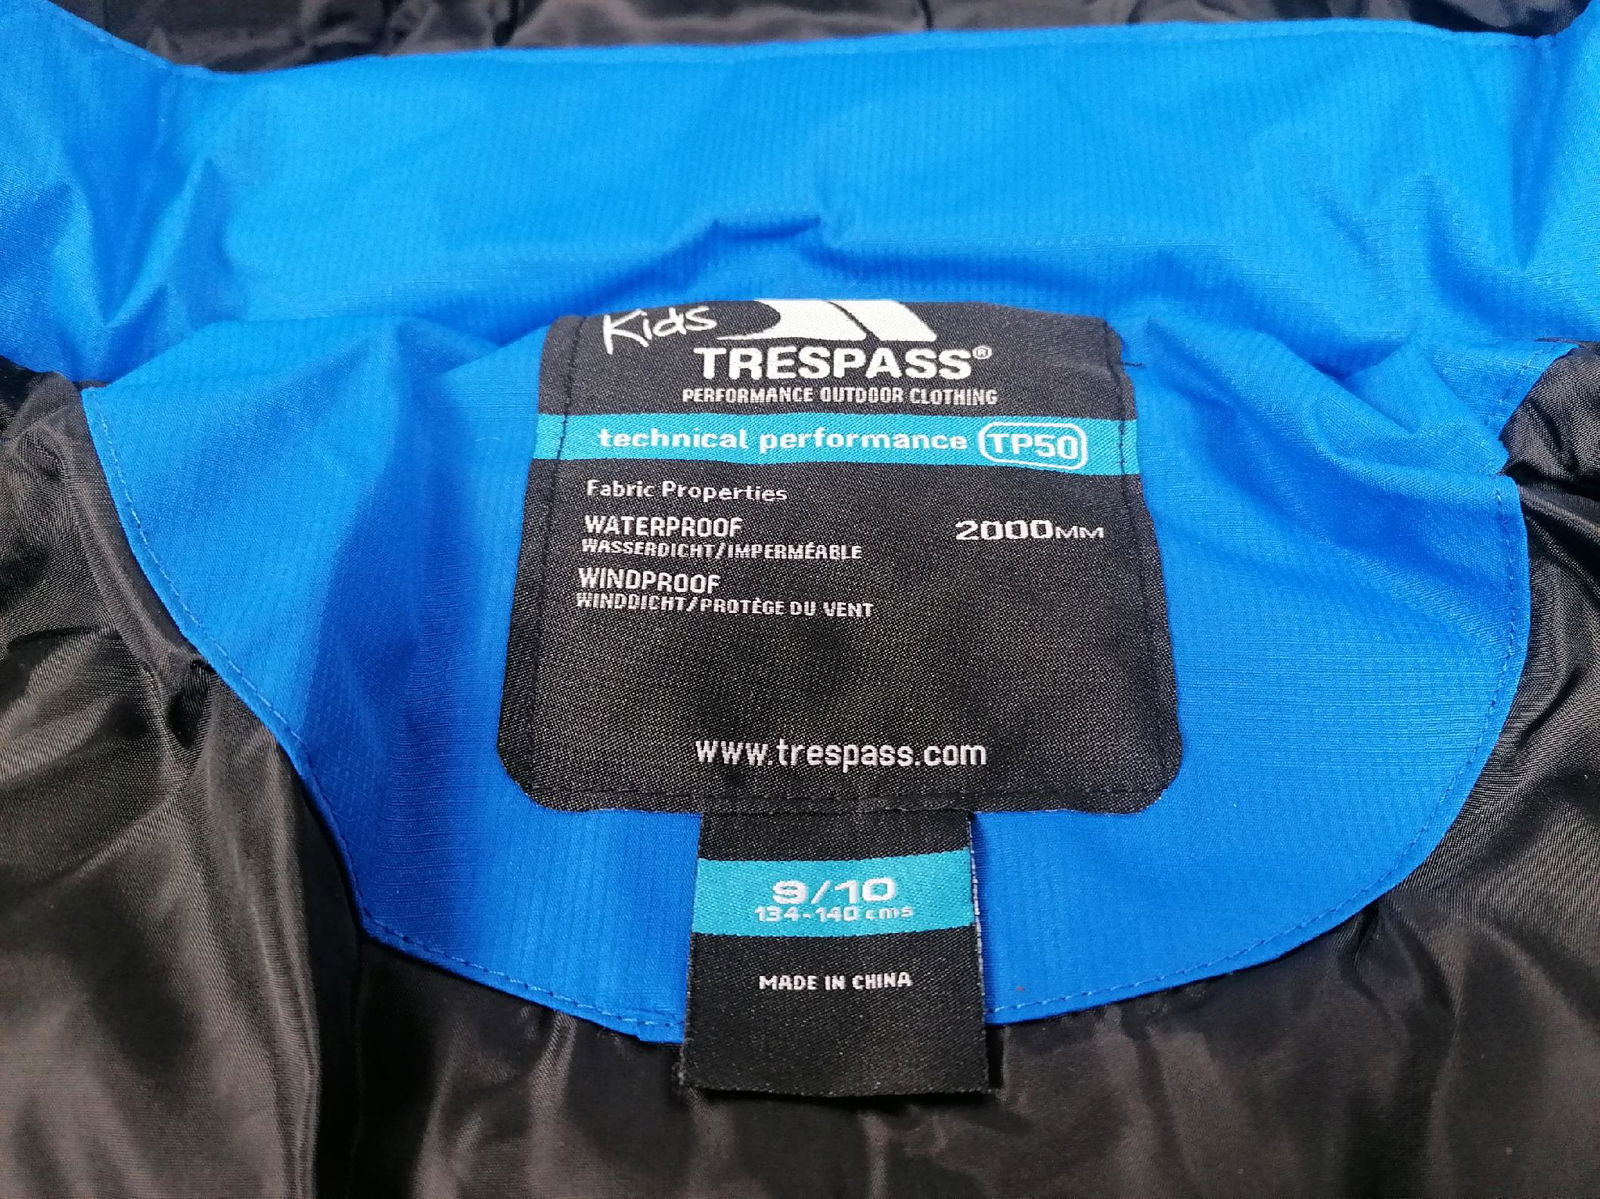 Kids
TRESPASS®
PERFORMANCE OUTDOOR CLOTHING
technical performance TP50
Fabric Properties
WATERPROOF 2000MM
WASSERDICHT/IMPERMÉABLE
WINDPROOF
WINDDICHT/PROTÈGE DU VENT
www.trespass.com
9/10
134-140 cms
MADE IN CHINA